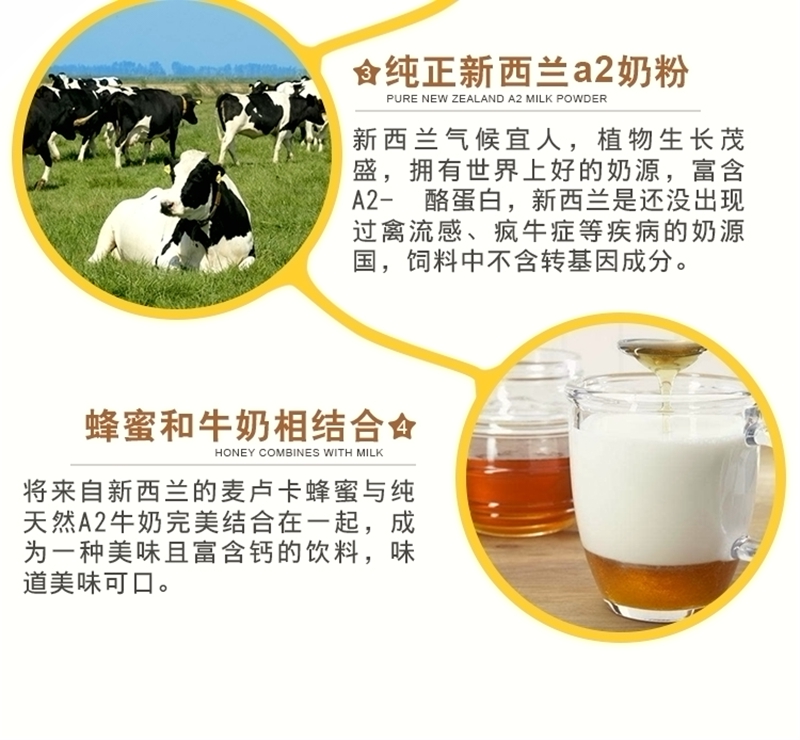 3 纯正新西兰a2奶粉
PURE NEW ZEALAND A2 MILK POWDER
新西兰气候宜人，植物生长茂
盛，拥有世界上好的奶源，富含
A2- 酪蛋白，新西兰是还没出现
过禽流感、疯牛症等疾病的奶源
国，饲料中不含转基因成分。
蜂蜜和牛奶相结合 4
HONEY COMBINES WITH MILK
将来自新西兰的麦卢卡蜂蜜与纯
天然A2牛奶完美结合在一起，成
为一种美味且富含钙的饮料，味
道美味可口。